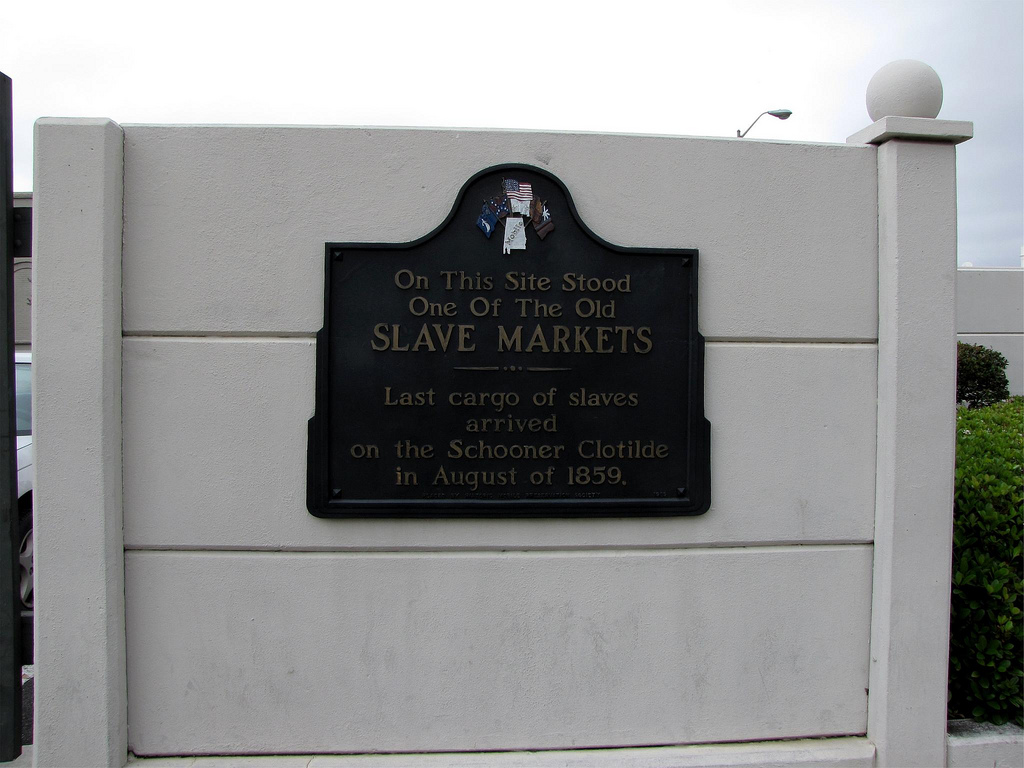 Mobile
On This Site Stood
One Of The Old
SLAVE MARKETS
Last cargo of slaves
arrived
on the Schooner Clotilde
in August of 1859.